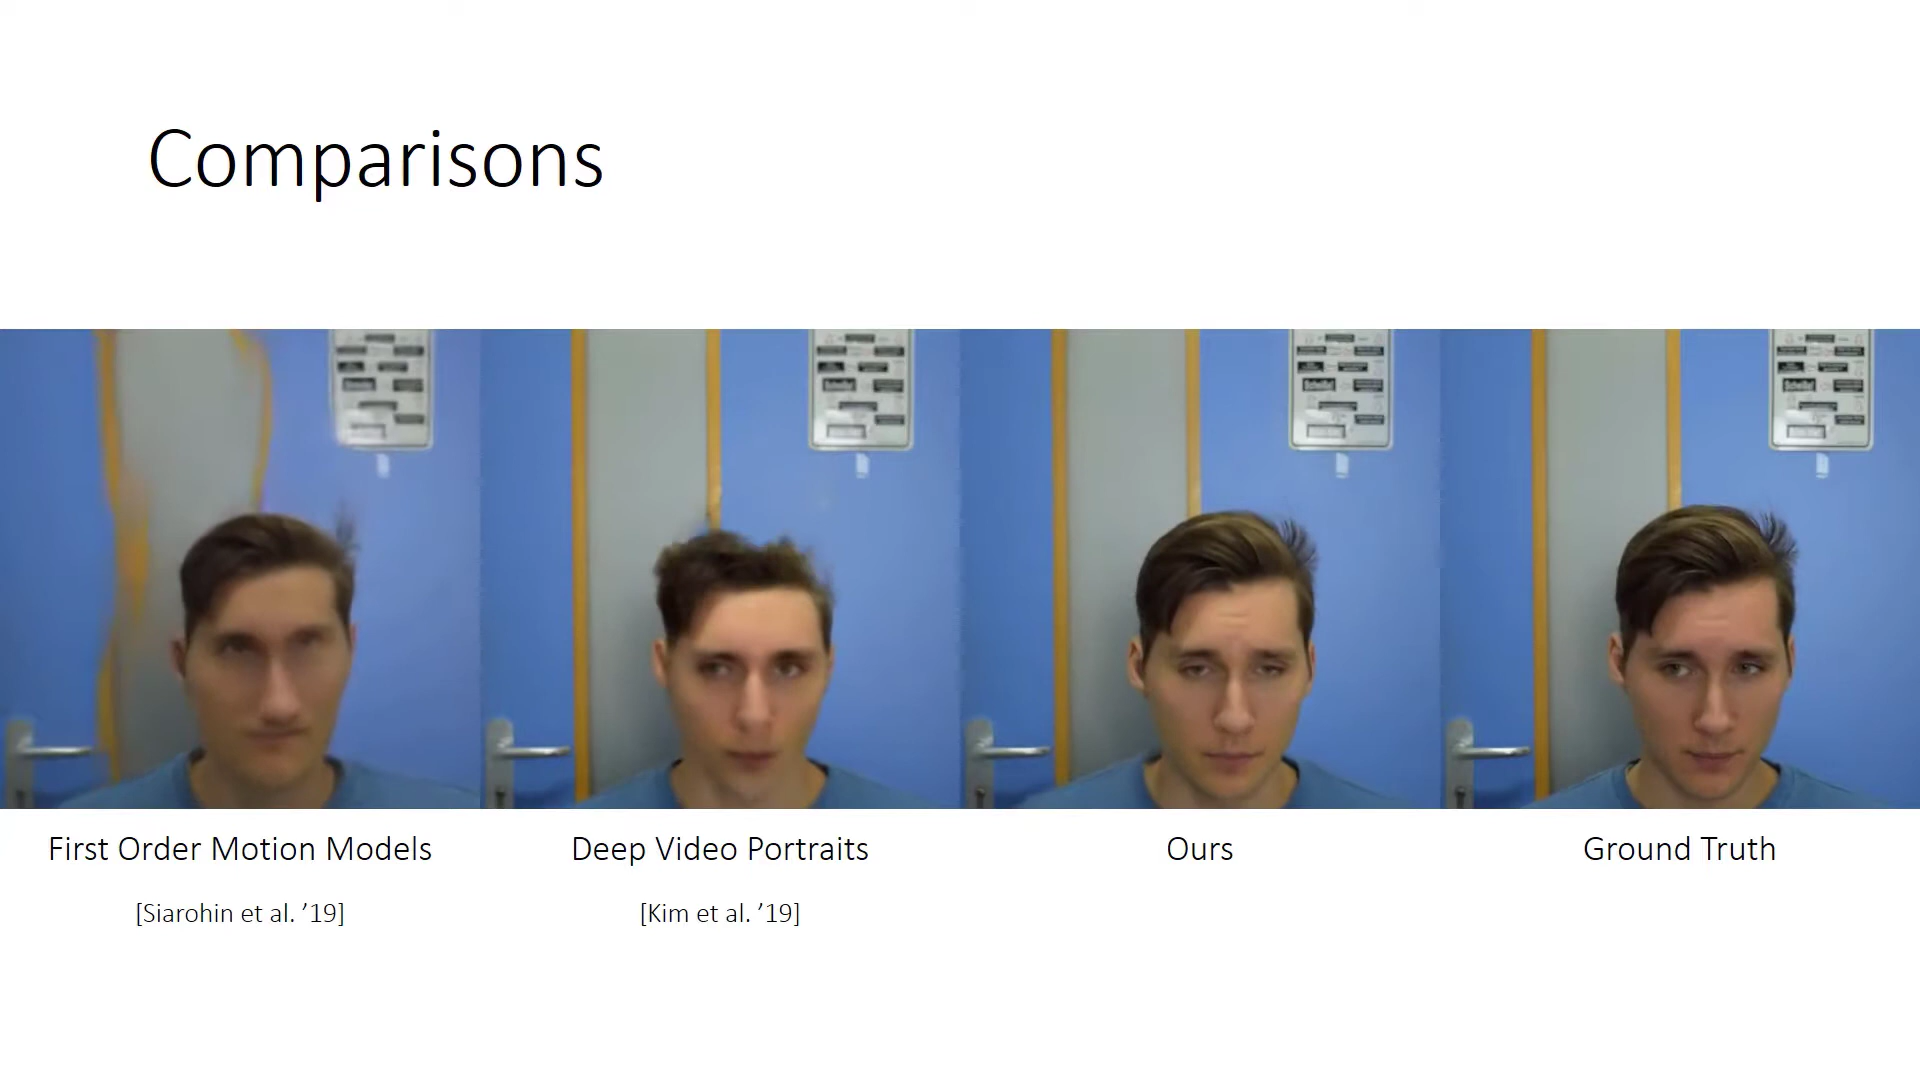 Comparisons
First Order Motion Models
Deep Video Portraits
Ours
Ground Truth
[Siarohin et al. ’19]
[Kim et al. ’19]